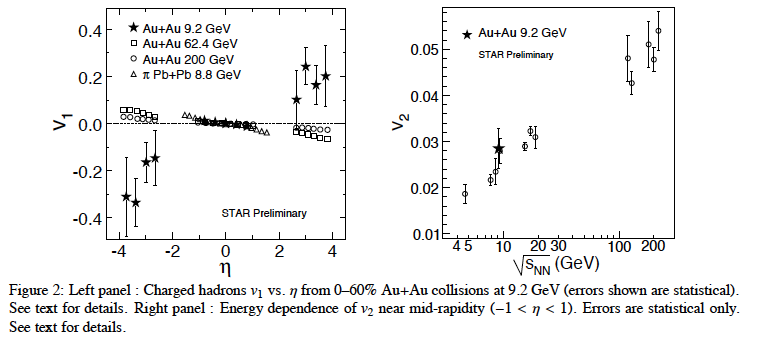 0.4
0.2
0.0
-0.2
-0.4
V1
★ Au+Au 9.2 GeV
□ Au+Au 62.4 GeV
○ Au+Au 200 GeV
△ π Pb+Pb 8.8 GeV
STAR Preliminary
-4 -2 0 2 4
η
0.05
0.04
0.03
0.02
0.01
V2
★ Au+Au 9.2 GeV
STAR Preliminary
4 5 10 20 30 100 200
√SNN (GeV)
Figure 2: Left panel : Charged hadrons v1 vs. η from 0–60% Au+Au collisions at 9.2 GeV (errors shown are statistical).
See text for details. Right panel : Energy dependence of v2 near mid-rapidity (−1 < η < 1). Errors are statistical only.
See text for details.